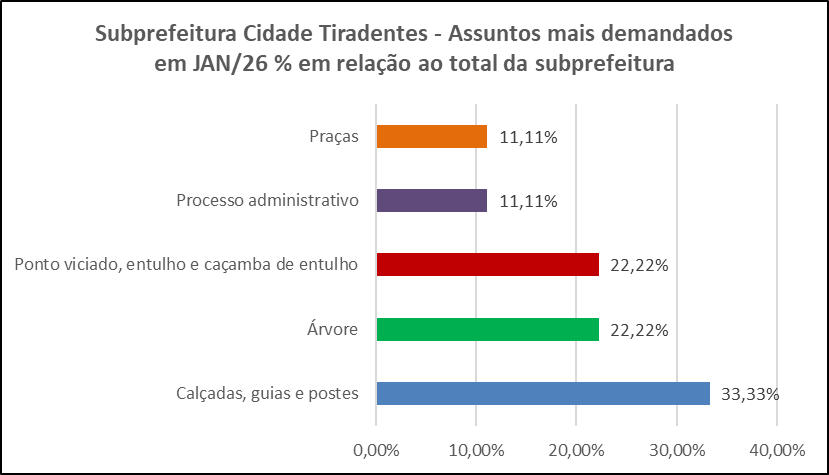 Subprefeitura Cidade Tiradentes - Assuntos mais demandados
em JAN/26 % em relação ao total da subprefeitura
Praças 11,11%
Processo administrativo 11,11%
Ponto viciado, entulho e caçamba de entulho 22,22%
Árvore 22,22%
Calçadas, guias e postes 33,33%
0,00% 10,00% 20,00% 30,00% 40,00%